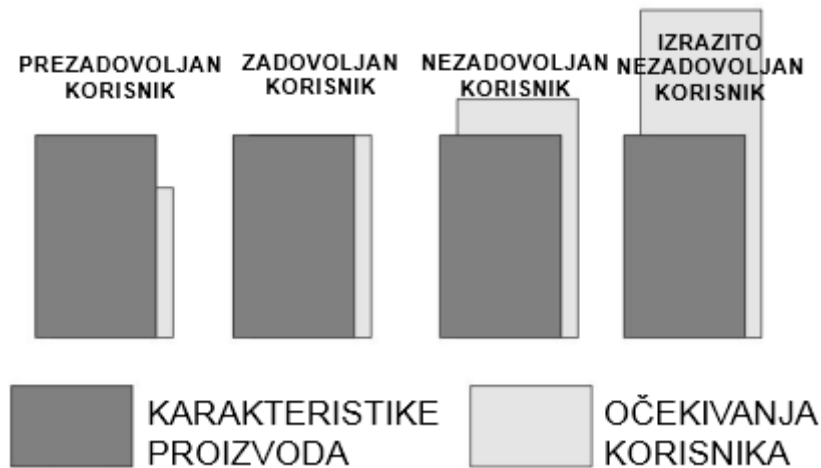 PREZADOVOLJAN
KORISNIK
ZADOVOLJAN
KORISNIK
NEZADOVOLJAN
KORISNIK
IZRAZITO
NEZADOVOLJAN
KORISNIK
KARAKTERISTIKE
PROIZVODA
OČEKIVANJA
KORISNIKA